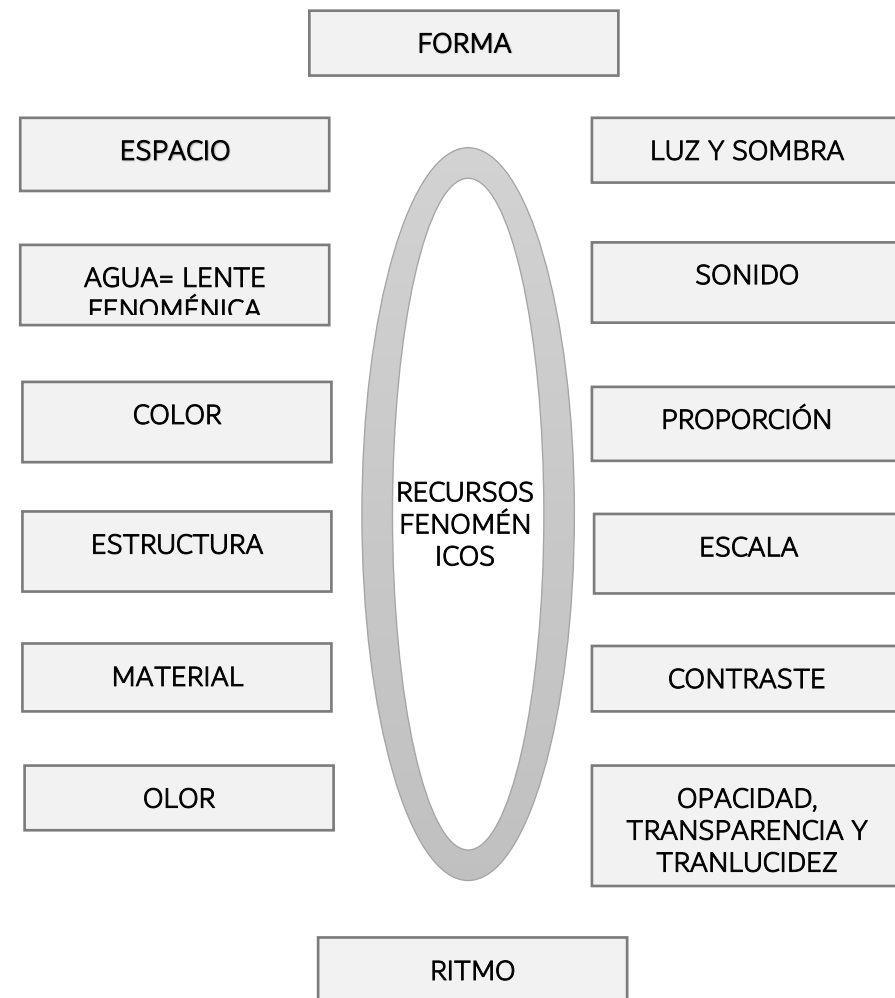 FORMA
ESPACIO
LUZ Y SOMBRA
AGUA= LENTE
FENOMÉNICA
SONIDO
COLOR
PROPORCIÓN
RECURSOS
FENOMÉN
ICOS
ESTRUCTURA
ESCALA
MATERIAL
CONTRASTE
OLOR
OPACIDAD,
TRANSPARENCIA Y
TRANLUCIDEZ
RITMO